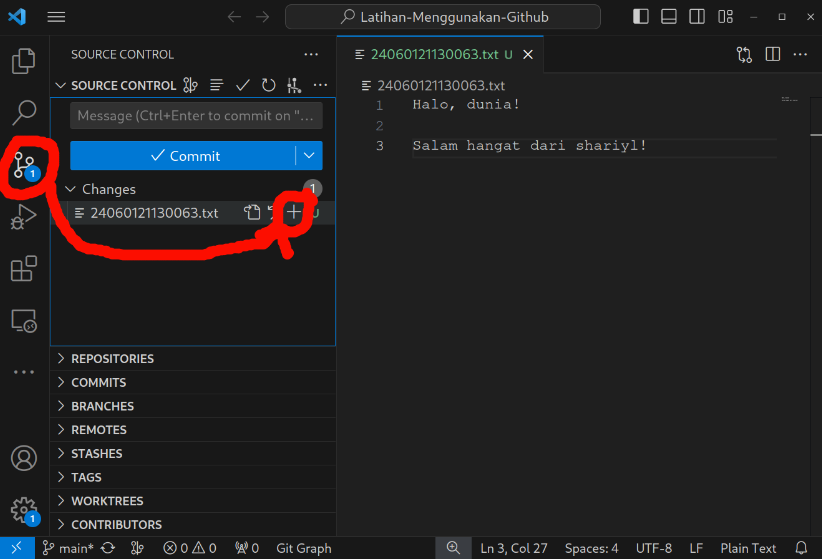 Latihan-Menggunakan-Github
SOURCE CONTROL
SOURCE CONTROL
Message (Ctrl+Enter to commit on "...
Commit
Changes
1
24060121130063.txt
U
REPOSITORIES
COMMITS
BRANCHES
REMOTES
STASHES
TAGS
WORKTREES
CONTRIBUTORS
1
1
24060121130063.txt U
24060121130063.txt
1 Halo, dunia!
2
3 Salam hangat dari shariyl!
main* 0 0 0 Git Graph Ln 3, Col 27 Spaces: 4 UTF-8 LF Plain Text